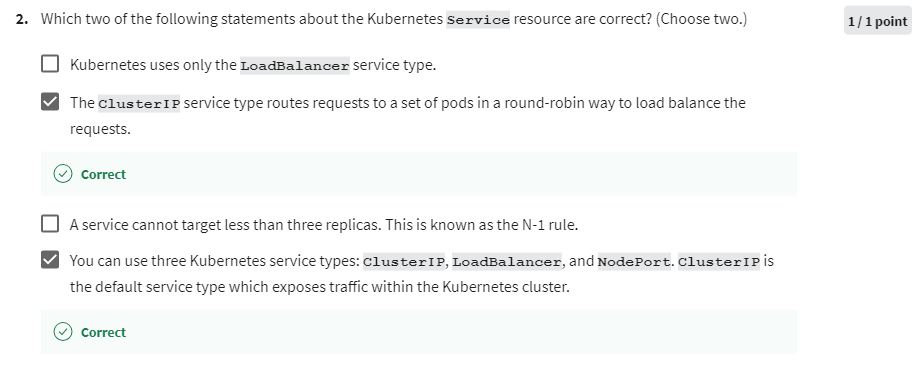 2. Which two of the following statements about the Kubernetes Service resource are correct? (Choose two.)
1 / 1 point
Kubernetes uses only the LoadBalancer service type.
The ClusterIP service type routes requests to a set of pods in a round-robin way to load balance the
requests.
Correct
A service cannot target less than three replicas. This is known as the N-1 rule.
You can use three Kubernetes service types: ClusterIP, LoadBalancer, and NodePort. ClusterIP is
the default service type which exposes traffic within the Kubernetes cluster.
Correct